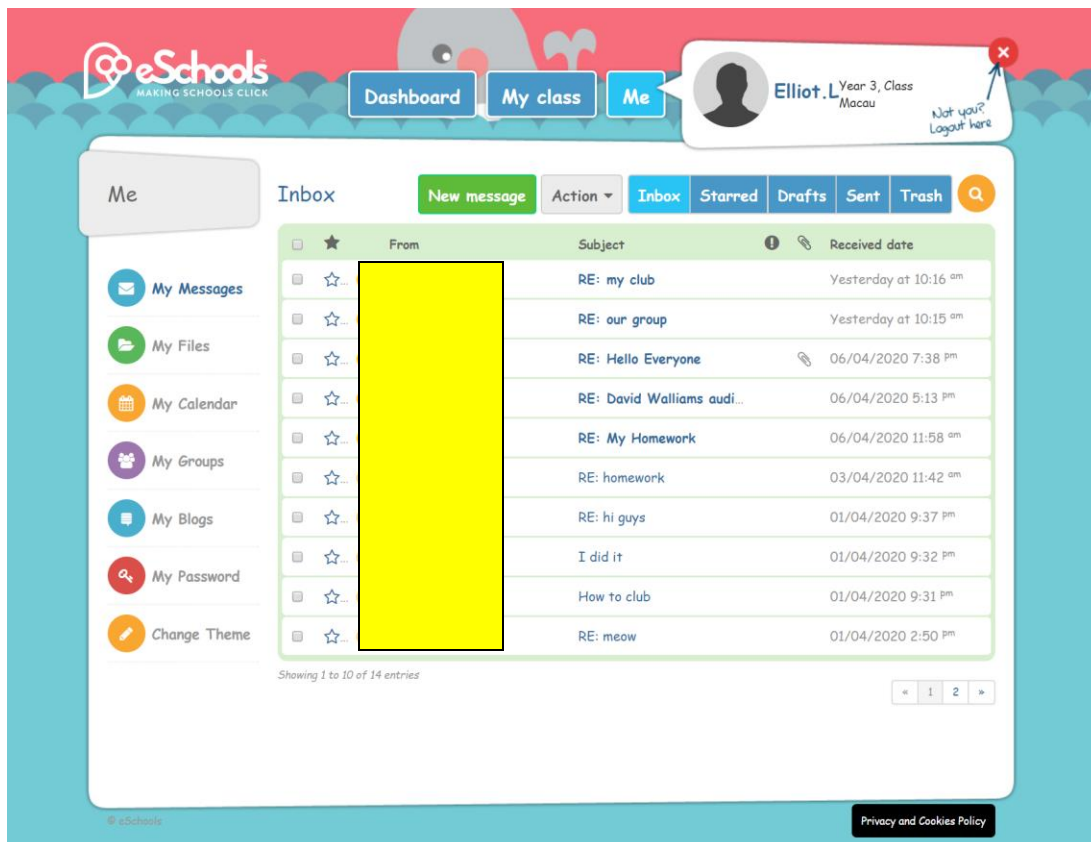 eSchools
MAKING SCHOOLS CLICK
Dashboard
My class
Me
Elliot.L
Year 3, Class
Macau
Not you?
Logout here
Me
Inbox
New message
Action
Inbox
Starred
Drafts
Sent
Trash
My Messages
My Files
My Calendar
My Groups
My Blogs
My Password
Change Theme
From Subject Received date
RE: my club Yesterday at 10:16 am
RE: our group Yesterday at 10:15 am
RE: Hello Everyone 06/04/2020 7:38 pm
RE: David Walliams audi... 06/04/2020 5:13 pm
RE: My Homework 06/04/2020 11:58 am
RE: homework 03/04/2020 11:42 am
RE: hi guys 01/04/2020 9:37 pm
I did it 01/04/2020 9:32 pm
How to club 01/04/2020 9:31 pm
RE: meow 01/04/2020 2:50 pm
Showing 1 to 10 of 14 entries
« 1 2 »
© eSchools
Privacy and Cookies Policy